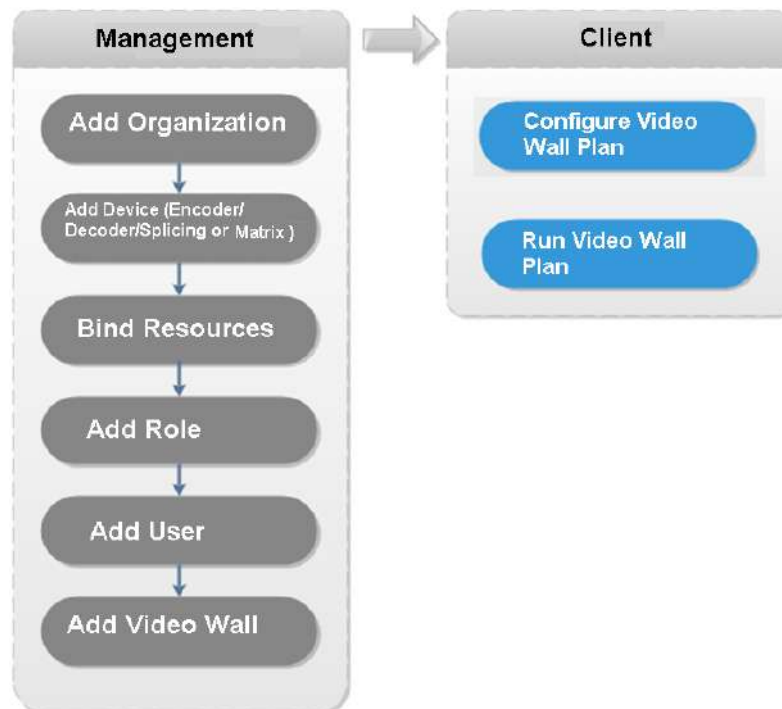 Management
Add Organization
Add Device (Encoder/
Decoder/Splicing or Matrix )
Bind Resources
Add Role
Add User
Add Video Wall
Client
Configure Video
Wall Plan
Run Video Wall
Plan